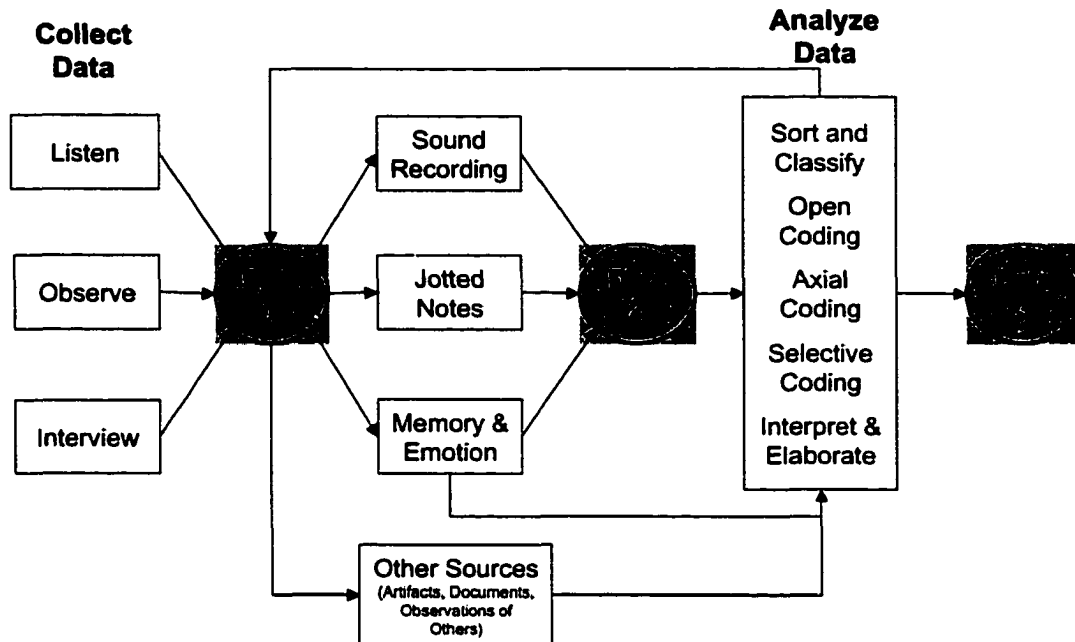 Collect
Data
Analyze
Data
Listen
Observe
Interview
Sound
Recording
Jotted
Notes
Memory &
Emotion
Other Sources
(Artifacts, Documents,
Observations of
Others)
Sort and
Classify
Open
Coding
Axial
Coding
Selective
Coding
Interpret &
Elaborate